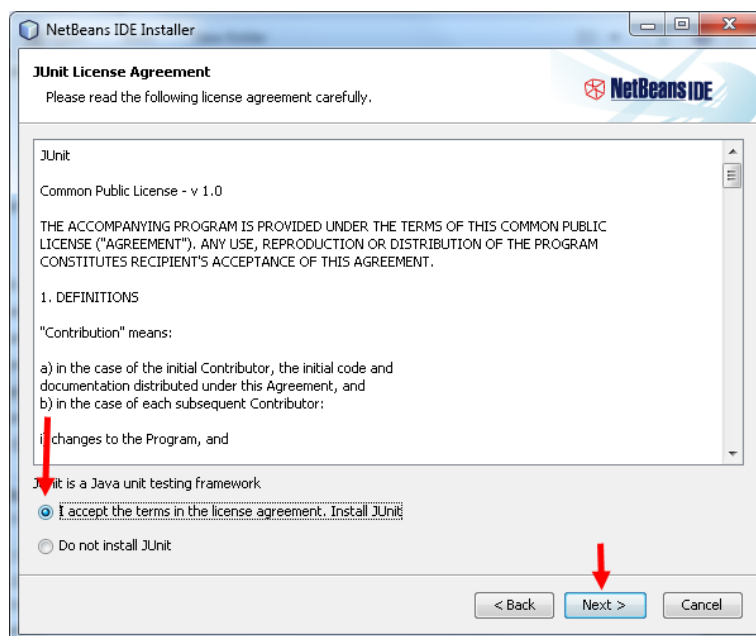 NetBeans IDE Installer
JUnit License Agreement
Please read the following license agreement carefully.
NetBeans IDE
JUnit
Common Public License - v 1.0
THE ACCOMPANYING PROGRAM IS PROVIDED UNDER THE TERMS OF THIS COMMON PUBLIC
LICENSE ("AGREEMENT"). ANY USE, REPRODUCTION OR DISTRIBUTION OF THE PROGRAM
CONSTITUTES RECIPIENT'S ACCEPTANCE OF THIS AGREEMENT.
1. DEFINITIONS
"Contribution" means:
a) in the case of the initial Contributor, the initial code and
documentation distributed under this Agreement, and
b) in the case of each subsequent Contributor:
i) changes to the Program, and
JUnit is a Java unit testing framework
I accept the terms in the license agreement. Install JUnit
Do not install JUnit
< Back
Next >
Cancel